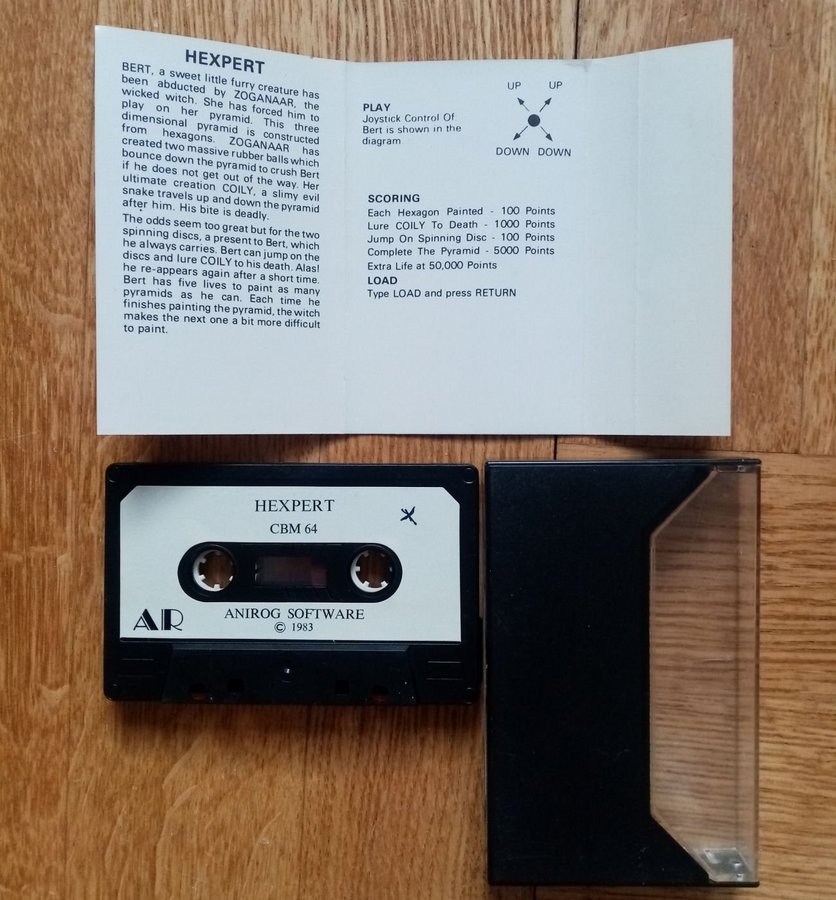 HEXPERT
BERT, a sweet little furry creature has
been abducted by ZOGANAAR, the
wicked witch. She has forced him to
play on her pyramid. This three
dimensional pyramid is constructed
from hexagons. ZOGANAAR has
created two massive rubber balls which
bounce down the pyramid to crush Bert
if he does not get out of the way. Her
ultimate creation COILY, a slimy evil
snake travels up and down the pyramid
after him. His bite is deadly.
The odds seem too great but for the two
spinning discs, a present to Bert, which
he always carries. Bert can jump on the
discs and lure COILY to his death. Alas!
he re-appears again after a short time.
Bert has five lives to paint as many
pyramids as he can. Each time he
finishes painting the pyramid, the witch
makes the next one a bit more difficult
to paint.
PLAY
Joystick Control Of
Bert is shown in the
diagram
UP UP
DOWN DOWN
SCORING
Each Hexagon Painted - 100 Points
Lure COILY To Death - 1000 Points
Jump On Spinning Disc - 100 Points
Complete The Pyramid - 5000 Points
Extra Life at 50,000 Points
LOAD
Type LOAD and press RETURN
HEXPERT
CBM 64
X
AR
ANIROG SOFTWARE
© 1983